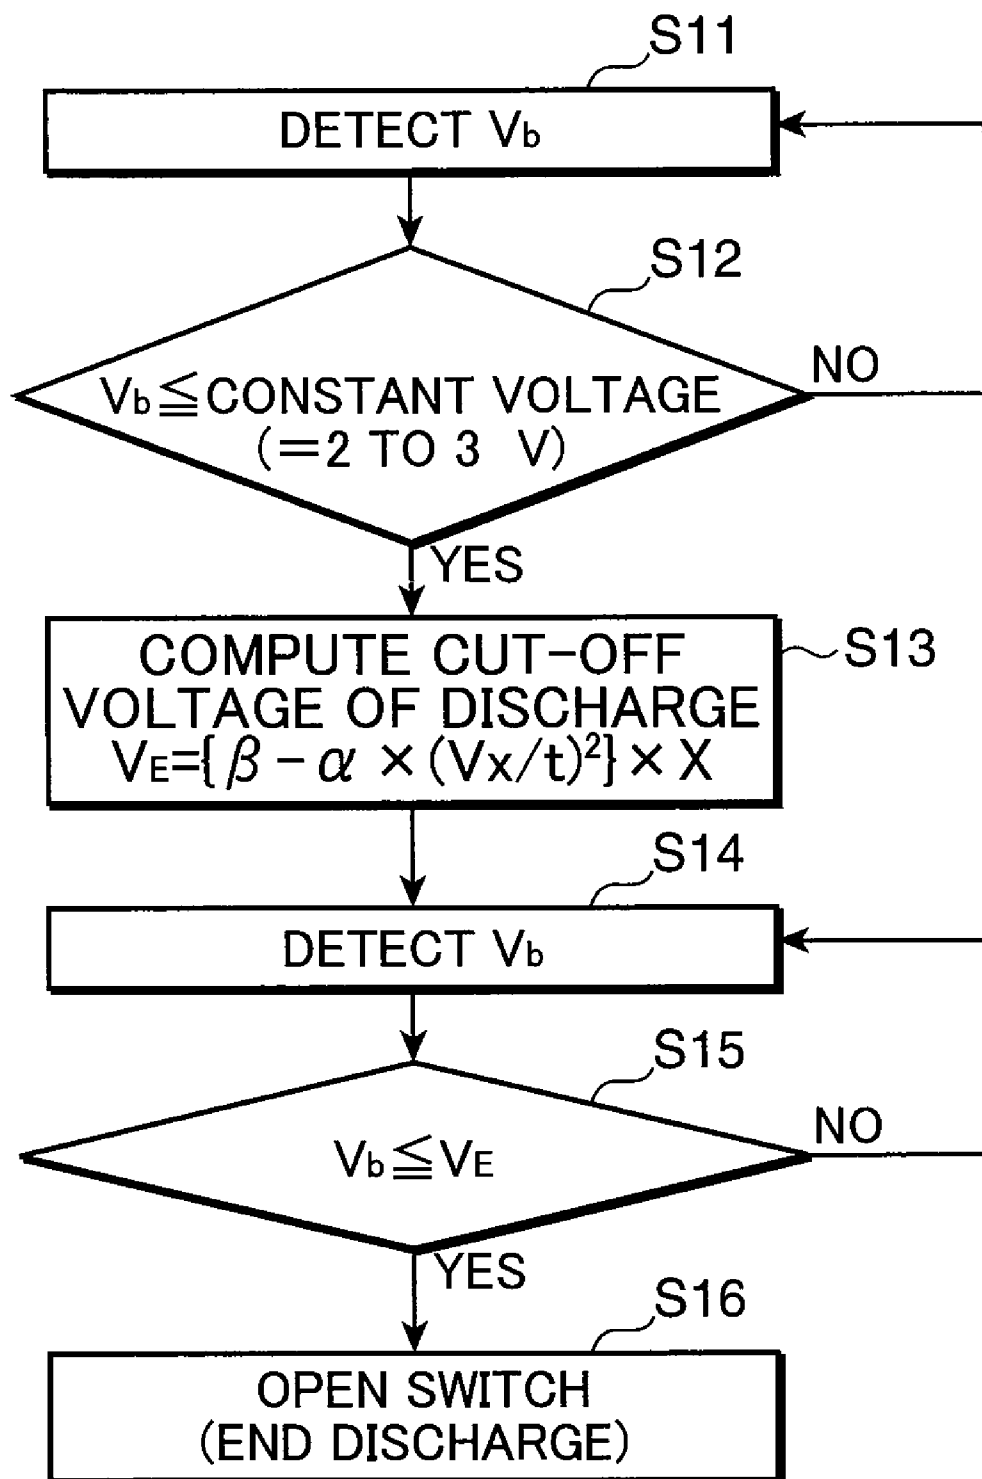 S11
DETECT Vb
S12
Vb≦CONSTANT VOLTAGE
(=2 TO 3 V)
NO
YES
S13
COMPUTE CUT-OFF
VOLTAGE OF DISCHARGE
VE={β-α×(Vx/t)²}×X
S14
DETECT Vb
S15
Vb≦VE
NO
YES
S16
OPEN SWITCH
(END DISCHARGE)